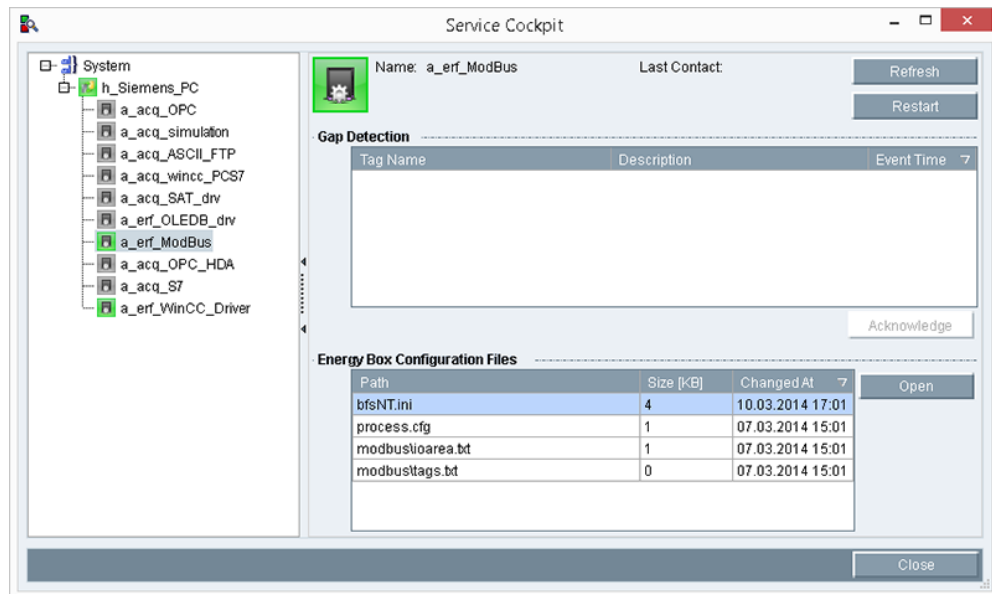 Service Cockpit
System
h_Siemens_PC
a_acq_OPC
a_acq_simulation
a_acq_ASCII_FTP
a_acq_wincc_PCS7
a_acq_SAT_drv
a_erf_OLEDB_drv
a_erf_ModBus
a_acq_OPC_HDA
a_acq_S7
a_erf_WinCC_Driver
Name: a_erf_ModBus Last Contact:
Refresh
Restart
Gap Detection
Tag Name Description Event Time
Acknowledge
Energy Box Configuration Files
Path Size [KB] Changed At
Open
bfsNT.ini 4 10.03.2014 17:01
process.cfg 1 07.03.2014 15:01
modbus\ioarea.txt 1 07.03.2014 15:01
modbus\tags.txt 0 07.03.2014 15:01
Close